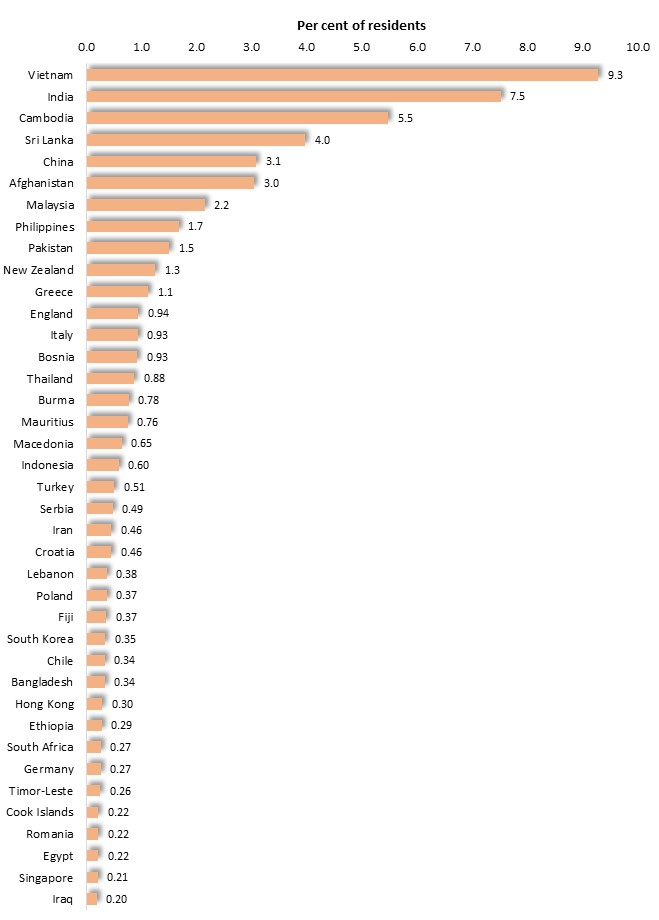 Per cent of residents
0.0 1.0 2.0 3.0 4.0 5.0 6.0 7.0 8.0 9.0 10.0
Vietnam 9.3
India 7.5
Cambodia 5.5
Sri Lanka 4.0
China 3.1
Afghanistan 3.0
Malaysia 2.2
Philippines 1.7
Pakistan 1.5
New Zealand 1.3
Greece 1.1
England 0.94
Italy 0.93
Bosnia 0.93
Thailand 0.88
Burma 0.78
Mauritius 0.76
Macedonia 0.65
Indonesia 0.60
Turkey 0.51
Serbia 0.49
Iran 0.46
Croatia 0.46
Lebanon 0.38
Poland 0.37
Fiji 0.37
South Korea 0.35
Chile 0.34
Bangladesh 0.34
Hong Kong 0.30
Ethiopia 0.29
South Africa 0.27
Germany 0.27
Timor-Leste 0.26
Cook Islands 0.22
Romania 0.22
Egypt 0.22
Singapore 0.21
Iraq 0.20